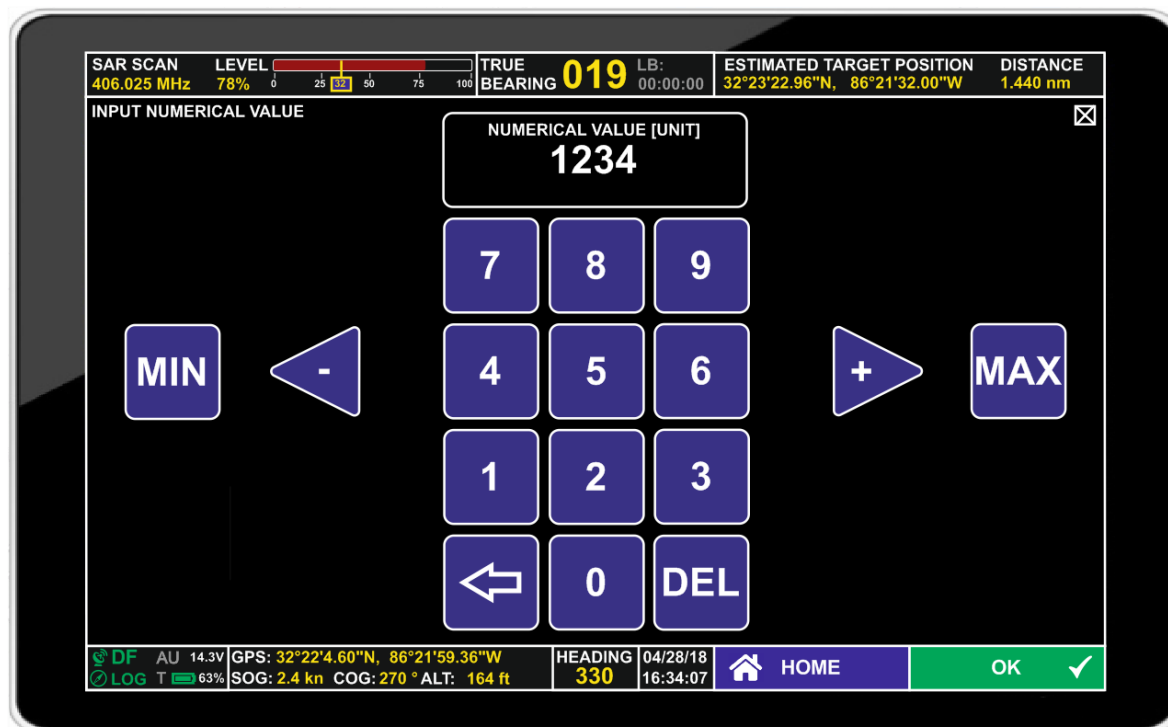 SAR SCAN LEVEL
406.025 MHz 78% 0 25 32 50 75 100
TRUE
BEARING 019
LB:
00:00:00
ESTIMATED TARGET POSITION DISTANCE
32°23'22.96"N, 86°21'32.00"W 1.440 nm
INPUT NUMERICAL VALUE
NUMERICAL VALUE [UNIT]
1234
7 8 9
MIN - 4 5 6 + MAX
1 2 3
0 DEL
DF AU 14.3V
LOG T 63%
GPS: 32°22'4.60"N, 86°21'59.36"W
SOG: 2.4 kn COG: 270 ° ALT: 164 ft
HEADING
330
04/28/18
16:34:07
HOME
OK